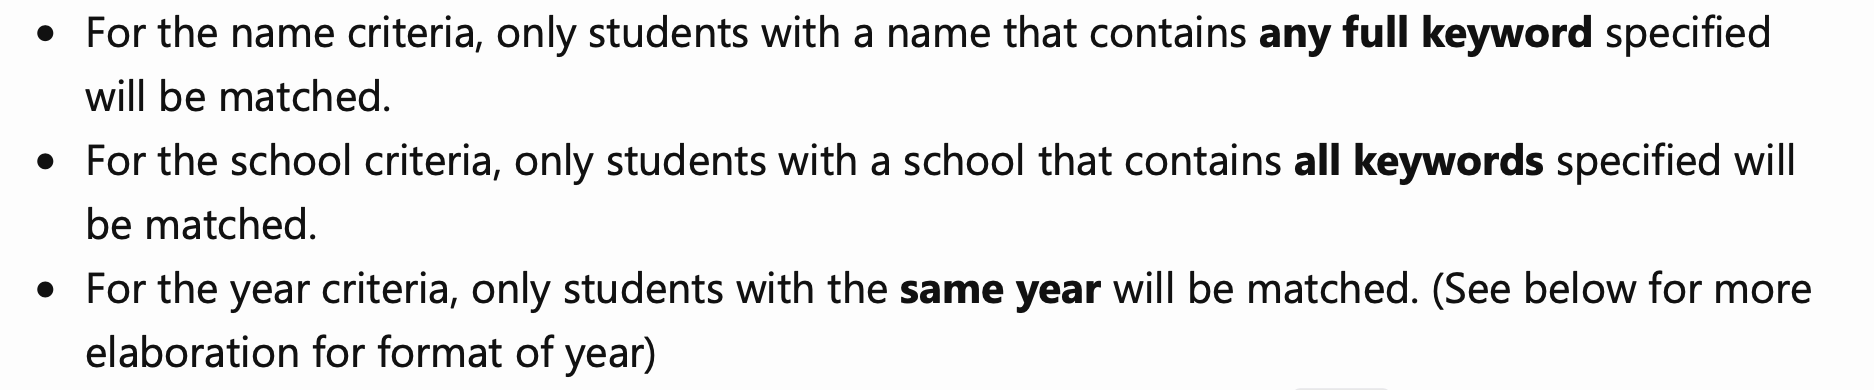 • For the name criteria, only students with a name that contains any full keyword specified
will be matched.
• For the school criteria, only students with a school that contains all keywords specified will
be matched.
• For the year criteria, only students with the same year will be matched. (See below for more
elaboration for format of year)